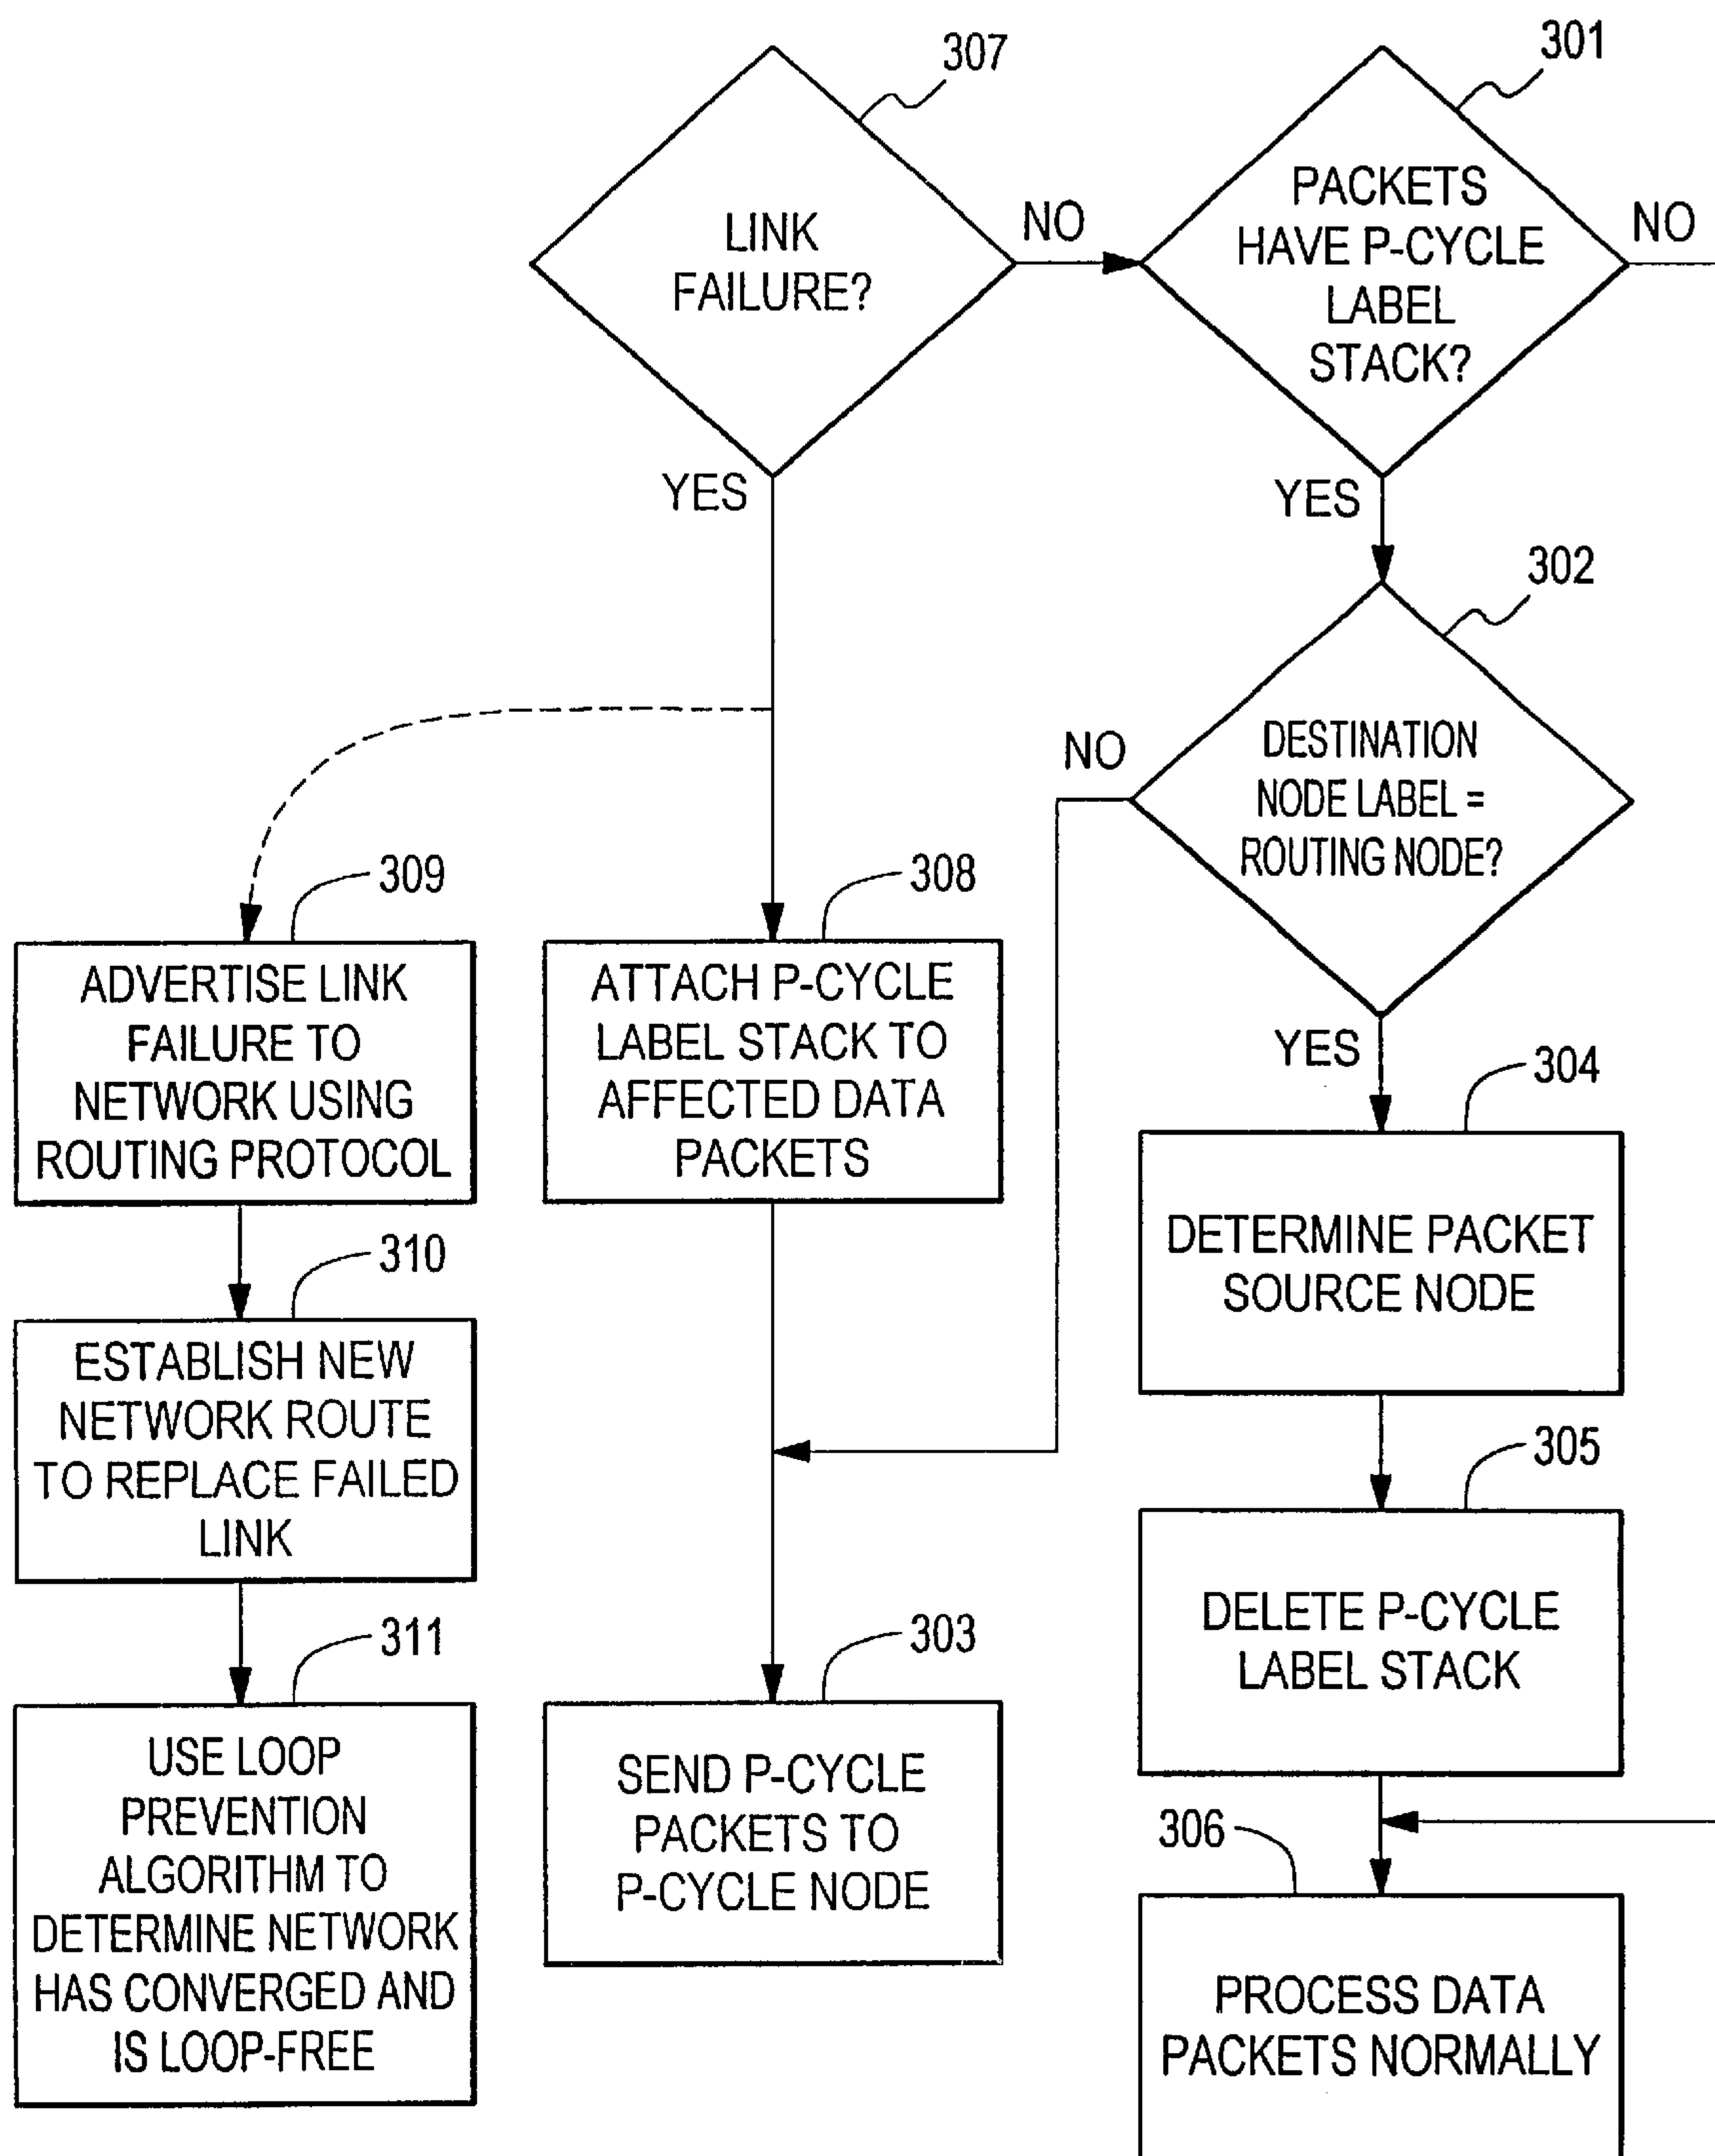 307
LINK
FAILURE?
NO
YES
301
PACKETS
HAVE P-CYCLE
LABEL
STACK?
NO
YES
302
DESTINATION
NODE LABEL =
ROUTING NODE?
NO
YES
309
ADVERTISE LINK
FAILURE TO
NETWORK USING
ROUTING PROTOCOL
308
ATTACH P-CYCLE
LABEL STACK TO
AFFECTED DATA
PACKETS
304
DETERMINE PACKET
SOURCE NODE
310
ESTABLISH NEW
NETWORK ROUTE
TO REPLACE FAILED
LINK
305
DELETE P-CYCLE
LABEL STACK
311
USE LOOP
PREVENTION
ALGORITHM TO
DETERMINE NETWORK
HAS CONVERGED AND
IS LOOP-FREE
303
SEND P-CYCLE
PACKETS TO
P-CYCLE NODE
306
PROCESS DATA
PACKETS NORMALLY